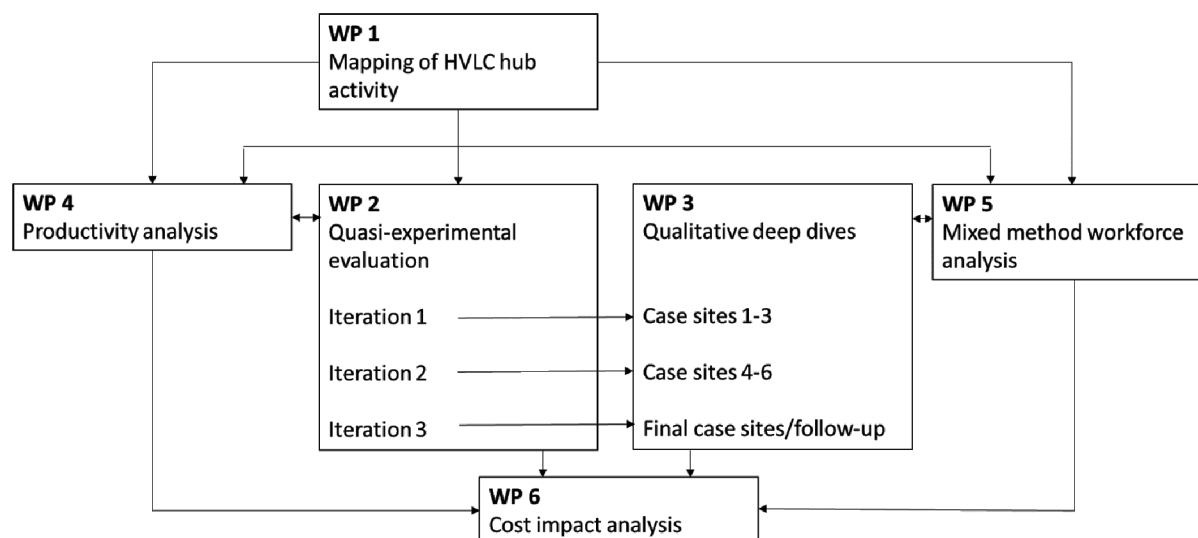 WP 1
Mapping of HVLC hub
activity
WP 4
Productivity analysis
WP 2
Quasi-experimental
evaluation
Iteration 1
Iteration 2
Iteration 3
WP 3
Qualitative deep dives
Case sites 1-3
Case sites 4-6
Final case sites/follow-up
WP 5
Mixed method workforce
analysis
WP 6
Cost impact analysis